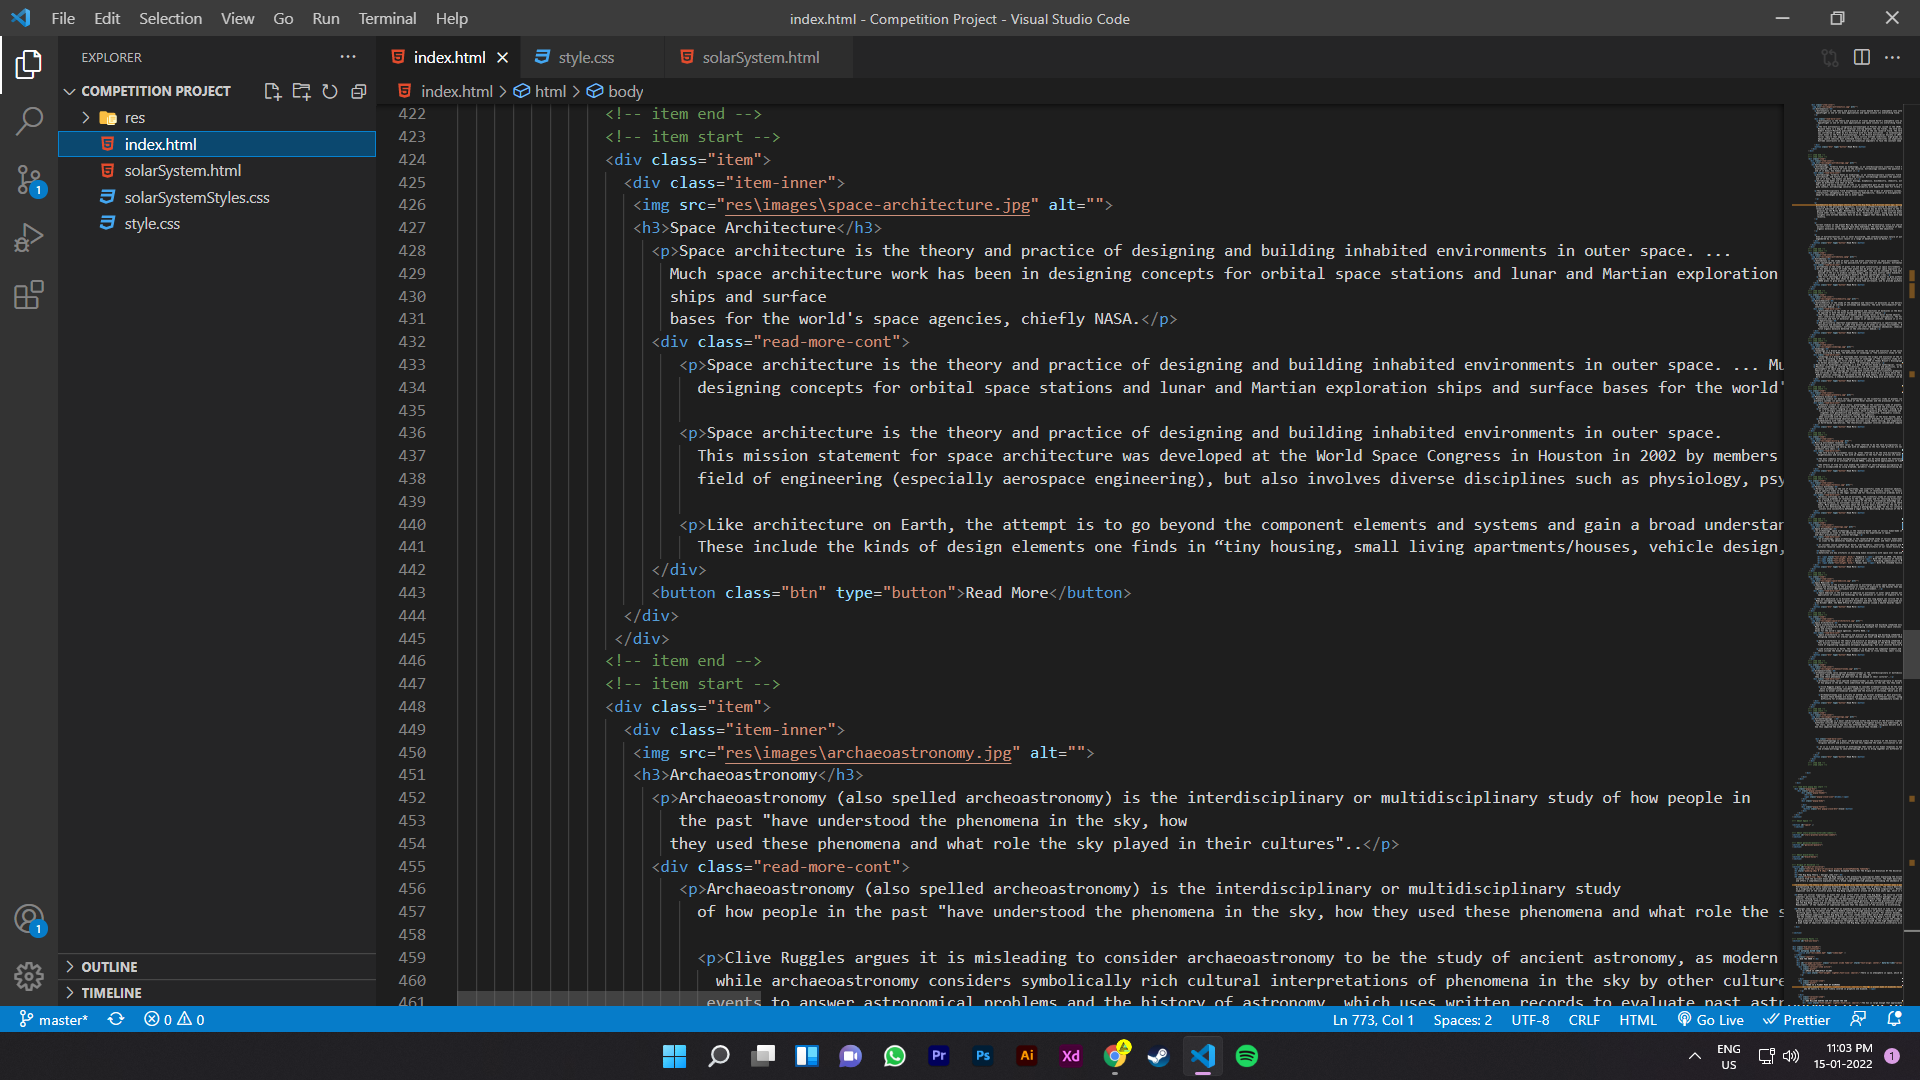 File Edit Selection View Go Run Terminal Help
index.html - Competition Project - Visual Studio Code
EXPLORER
index.html
style.css
solarSystem.html
COMPETITION PROJECT
index.html > html > body
res
index.html
solarSystem.html
solarSystemStyles.css
style.css
OUTLINE
TIMELINE
422 <!-- item end -->
423 <!-- item start -->
424 <div class="item">
425 <div class="item-inner">
426 <img src="res\images\space-architecture.jpg" alt="">
427 <h3>Space Architecture</h3>
428 <p>Space architecture is the theory and practice of designing and building inhabited environments in outer space. ...
429 Much space architecture work has been in designing concepts for orbital space stations and lunar and Martian exploration
430 ships and surface
431 bases for the world's space agencies, chiefly NASA.</p>
432 <div class="read-more-cont">
433 <p>Space architecture is the theory and practice of designing and building inhabited environments in outer space. ... Mu
434 designing concepts for orbital space stations and lunar and Martian exploration ships and surface bases for the world'
435
436 <p>Space architecture is the theory and practice of designing and building inhabited environments in outer space.
437 This mission statement for space architecture was developed at the World Space Congress in Houston in 2002 by members
438 field of engineering (especially aerospace engineering), but also involves diverse disciplines such as physiology, psy
439
440 <p>Like architecture on Earth, the attempt is to go beyond the component elements and systems and gain a broad understan
441 These include the kinds of design elements one finds in “tiny housing, small living apartments/houses, vehicle design,
442 </div>
443 <button class="btn" type="button">Read More</button>
444 </div>
445 </div>
446 <!-- item end -->
447 <!-- item start -->
448 <div class="item">
449 <div class="item-inner">
450 <img src="res\images\archaeoastronomy.jpg" alt="">
451 <h3>Archaeoastronomy</h3>
452 <p>Archaeoastronomy (also spelled archeoastronomy) is the interdisciplinary or multidisciplinary study of how people in
453 the past "have understood the phenomena in the sky, how
454 they used these phenomena and what role the sky played in their cultures"..</p>
455 <div class="read-more-cont">
456 <p>Archaeoastronomy (also spelled archeoastronomy) is the interdisciplinary or multidisciplinary study
457 of how people in the past "have understood the phenomena in the sky, how they used these phenomena and what role the s
458
459 <p>Clive Ruggles argues it is misleading to consider archaeoastronomy to be the study of ancient astronomy, as modern
460 while archaeoastronomy considers symbolically rich cultural interpretations of phenomena in the sky by other culture
461 events to answer astronomical problems and the history of astronomy, which uses written records to evaluate past ast
1
1
master* 0 0 Ln 773, Col 1 Spaces: 2 UTF-8 CRLF HTML Go Live Prettier
Pr Ps Ai Xd
ENG
US
11:03 PM
15-01-2022
1